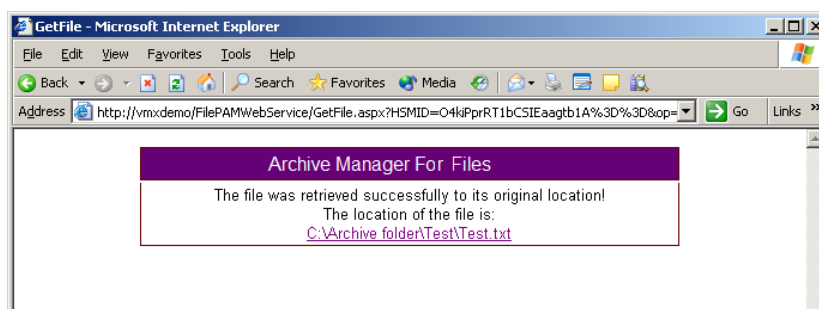 GetFile - Microsoft Internet Explorer
File Edit View Favorites Tools Help
Back Search Favorites Media
Address http://vmxdemo/FilePAMWebService/GetFile.aspx?HSMID=O4kiPprRT1bCSIEaagtb1A%3D%3D&op= Go Links »
Archive Manager For Files
The file was retrieved successfully to its original location!
The location of the file is:
C:\Archive folder\Test\Test.txt